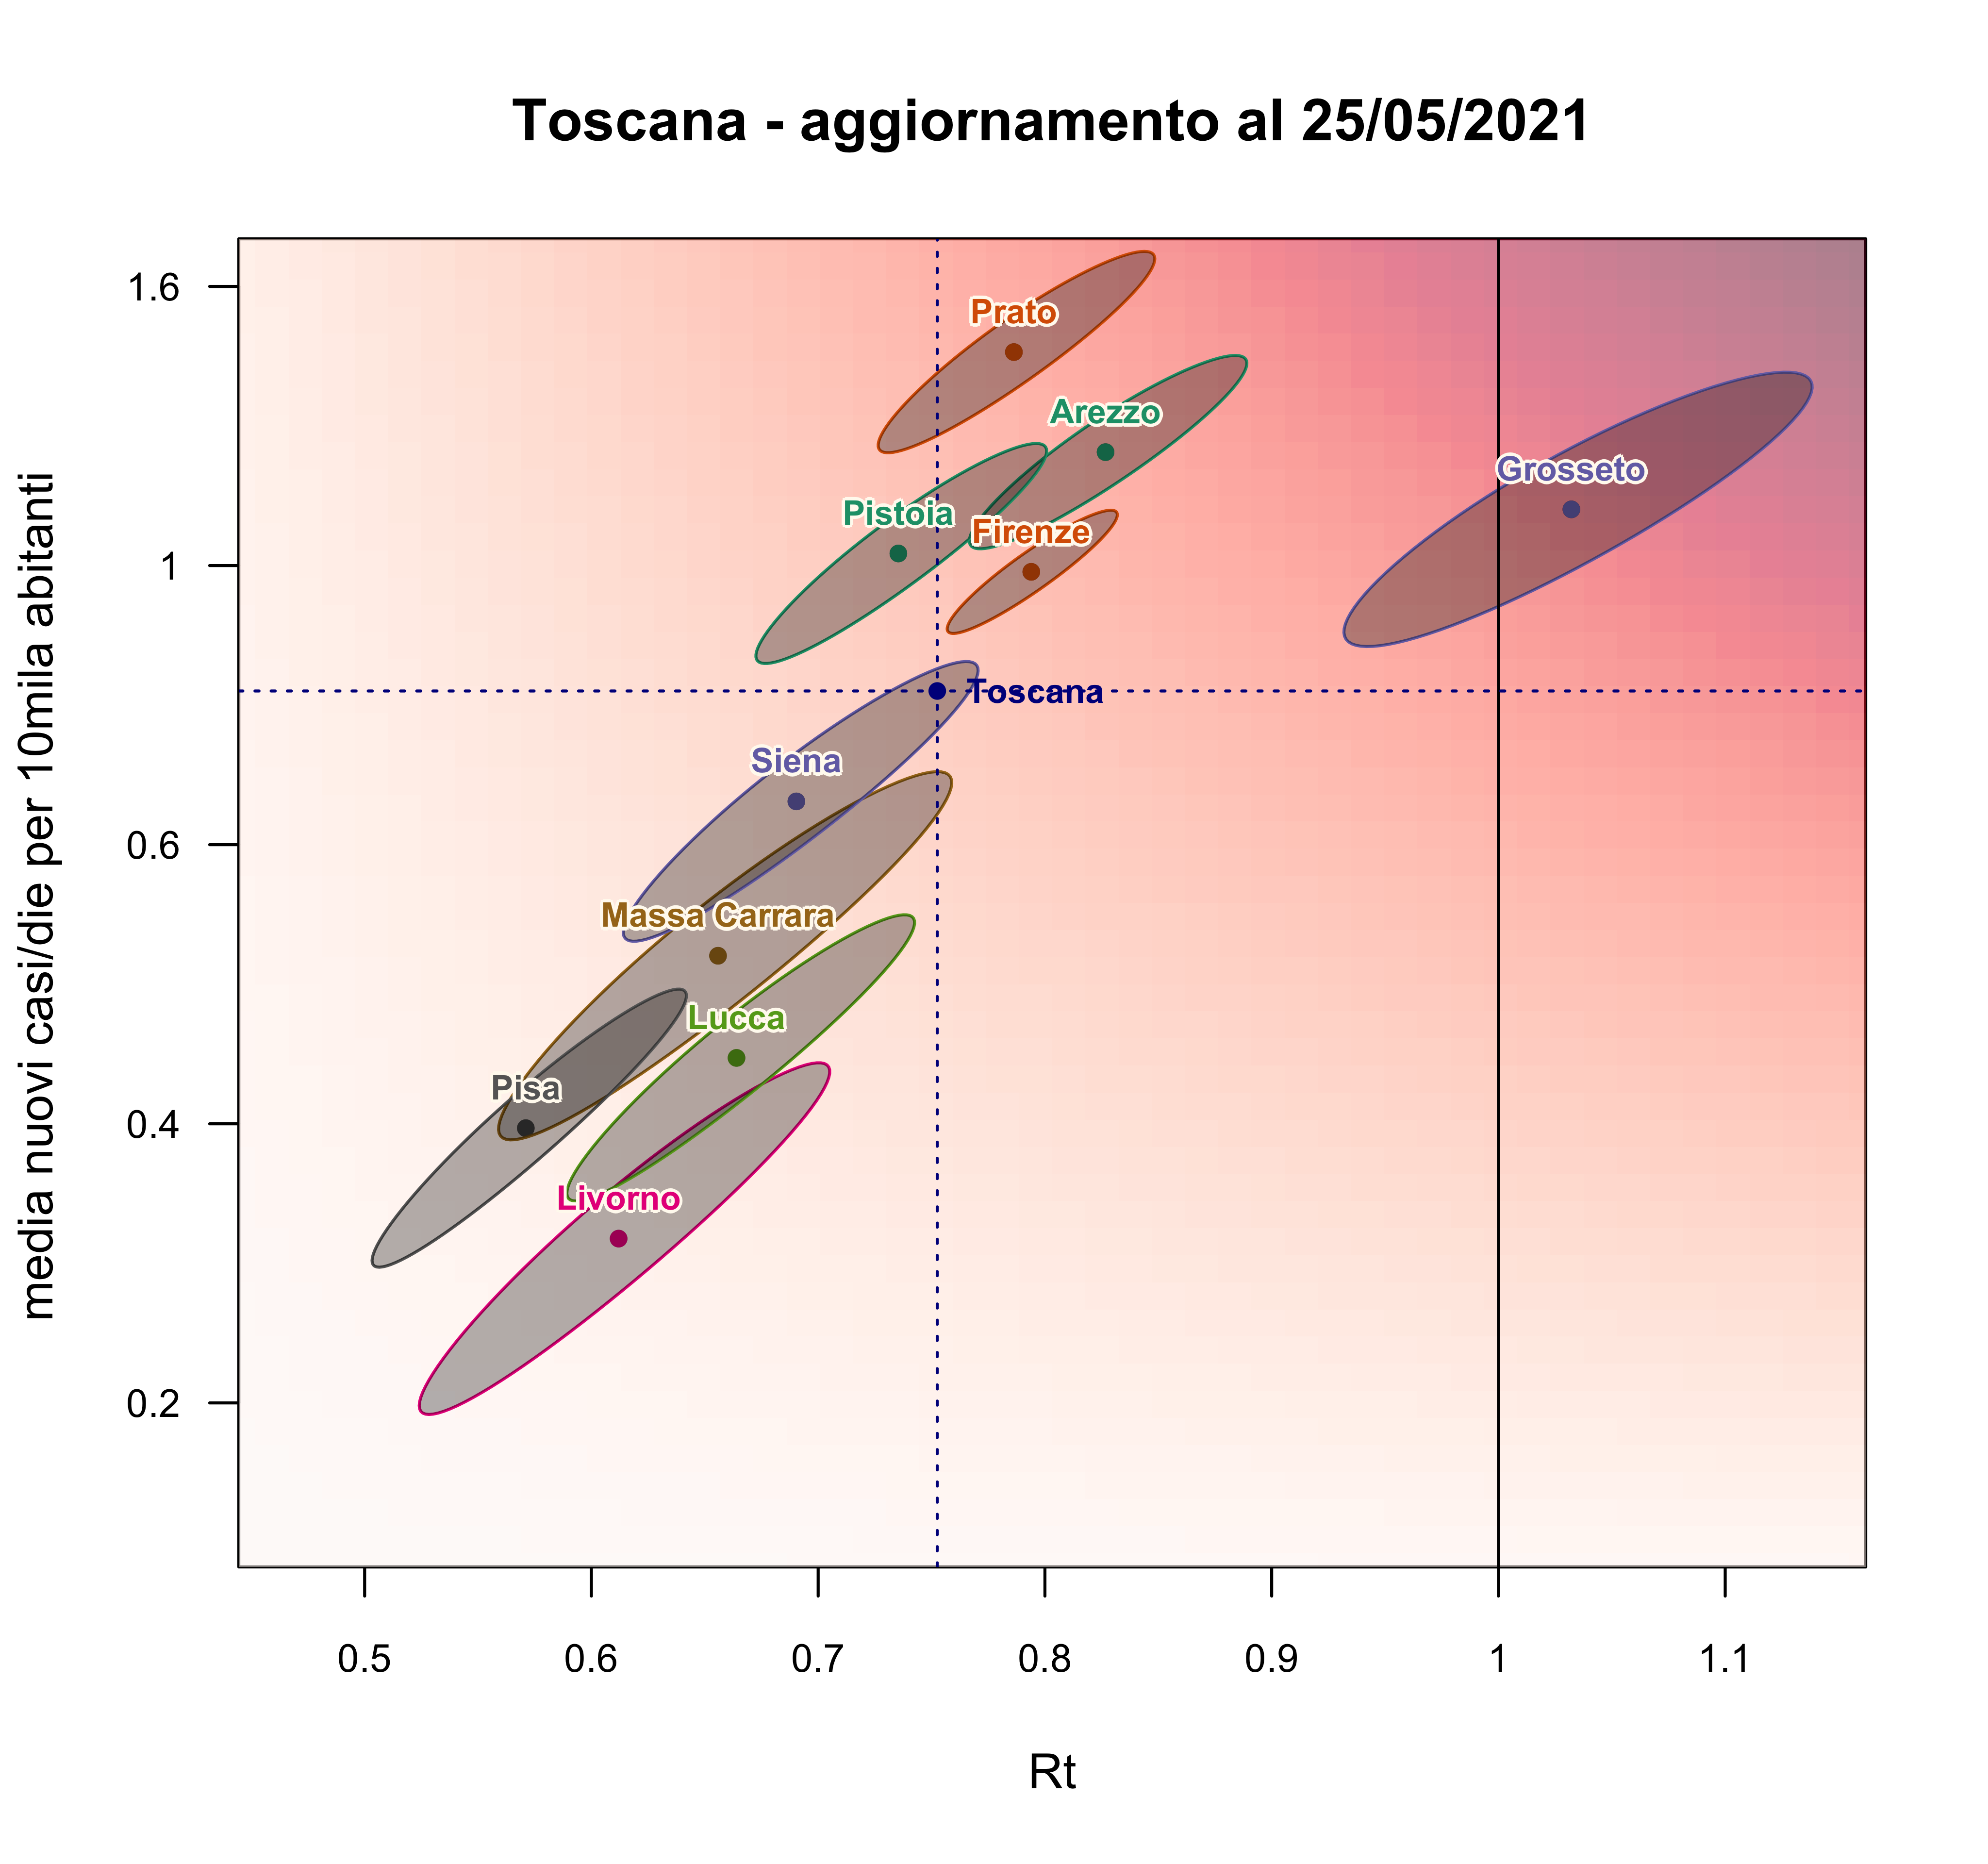 Toscana - aggiornamento al 25/05/2021
media nuovi casi/die per 10mila abitanti
1.6
1
0.6
0.4
0.2
Prato
Arezzo
Grosseto
Pistoia
Firenze
Toscana
Siena
Massa Carrara
Lucca
Pisa
Livorno
0.5 0.6 0.7 0.8 0.9 1 1.1
Rt